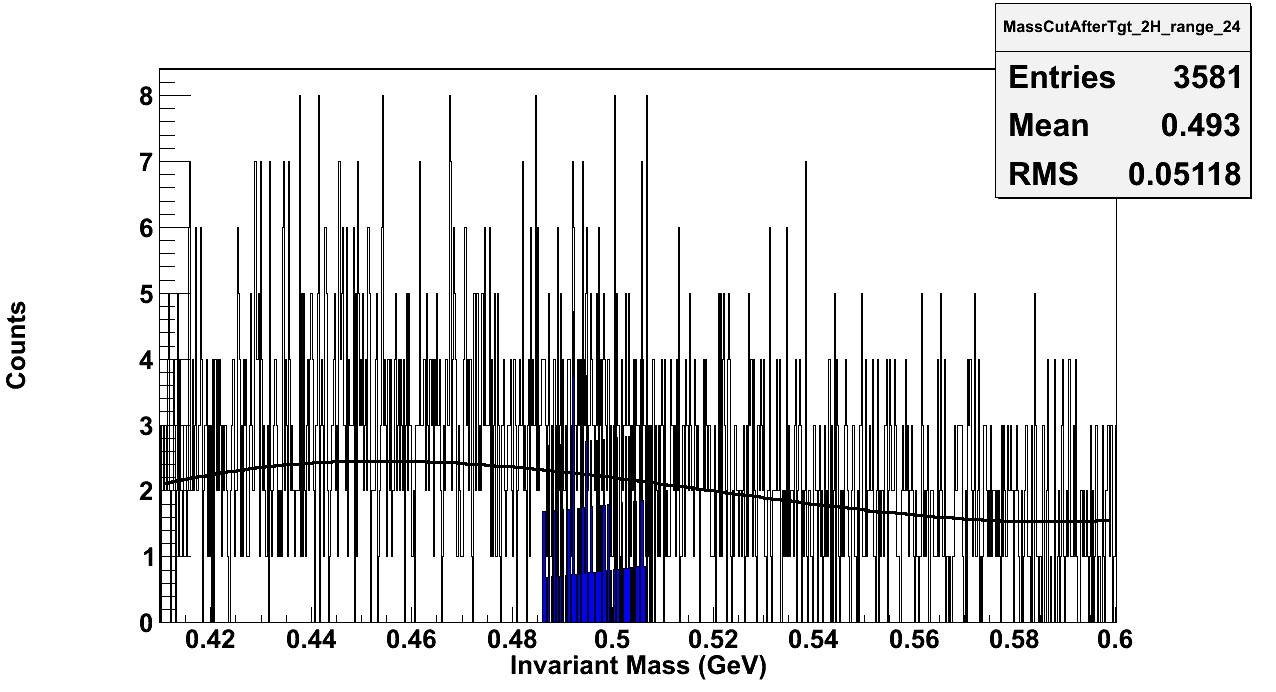 MassCutAfterTgt_2H_range_24
Entries 3581
Mean 0.493
RMS 0.05118
8
7
6
5
4
3
2
1
0
Counts
0.42 0.44 0.46 0.48 0.5 0.52 0.54 0.56 0.58 0.6
Invariant Mass (GeV)